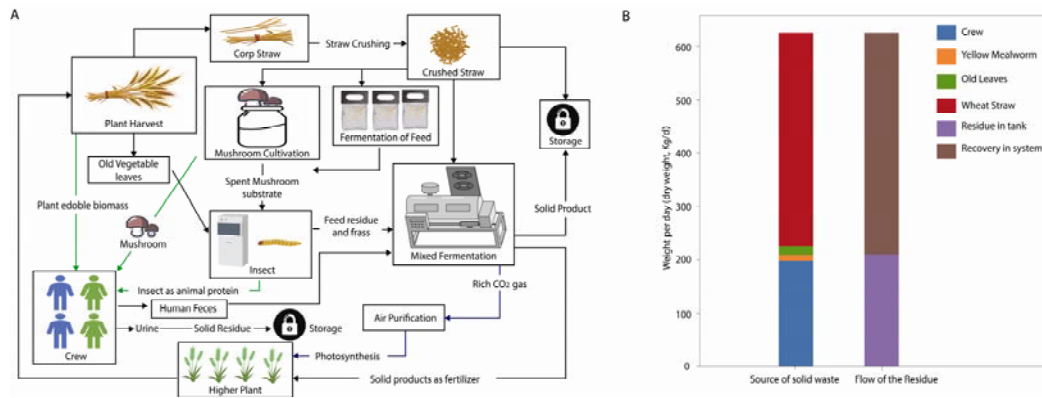 A
Corp Straw
Straw Crushing
Crushed Straw
Plant Harvest
Mushroom Cultivation
Fermentation of Feed
Storage
Old Vegetable
leaves
Spent Mushroom
substrate
Plant edoble biomass
Mushroom
Insect
Feed residue
and frass
Mixed Fermentation
Solid Product
Rich CO2 gas
Insect as animal protein
Human Feces
Air Purification
Urine
Solid Residue
Storage
Crew
Photosynthesis
Higher Plant
Solid products as fertilizer
B
Weight per day (dry weight, Kg/d)
600
500
400
300
200
100
0
Source of solid waste
Flow of the Residue
Crew
Yellow Mealworm
Old Leaves
Wheat Straw
Residue in tank
Recovery in system